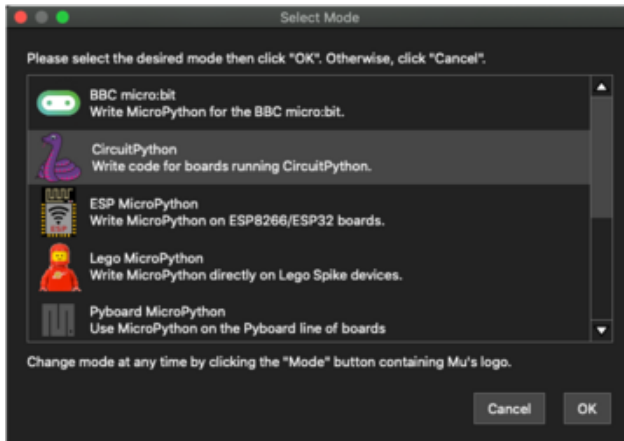 Select Mode
Please select the desired mode then click "OK". Otherwise, click "Cancel".
BBC micro:bit
Write MicroPython for the BBC micro:bit.
CircuitPython
Write code for boards running CircuitPython.
ESP MicroPython
Write MicroPython on ESP8266/ESP32 boards.
ESP
Lego MicroPython
Write MicroPython directly on Lego Spike devices.
Pyboard MicroPython
Use MicroPython on the Pyboard line of boards
Change mode at any time by clicking the "Mode" button containing Mu's logo.
Cancel
OK